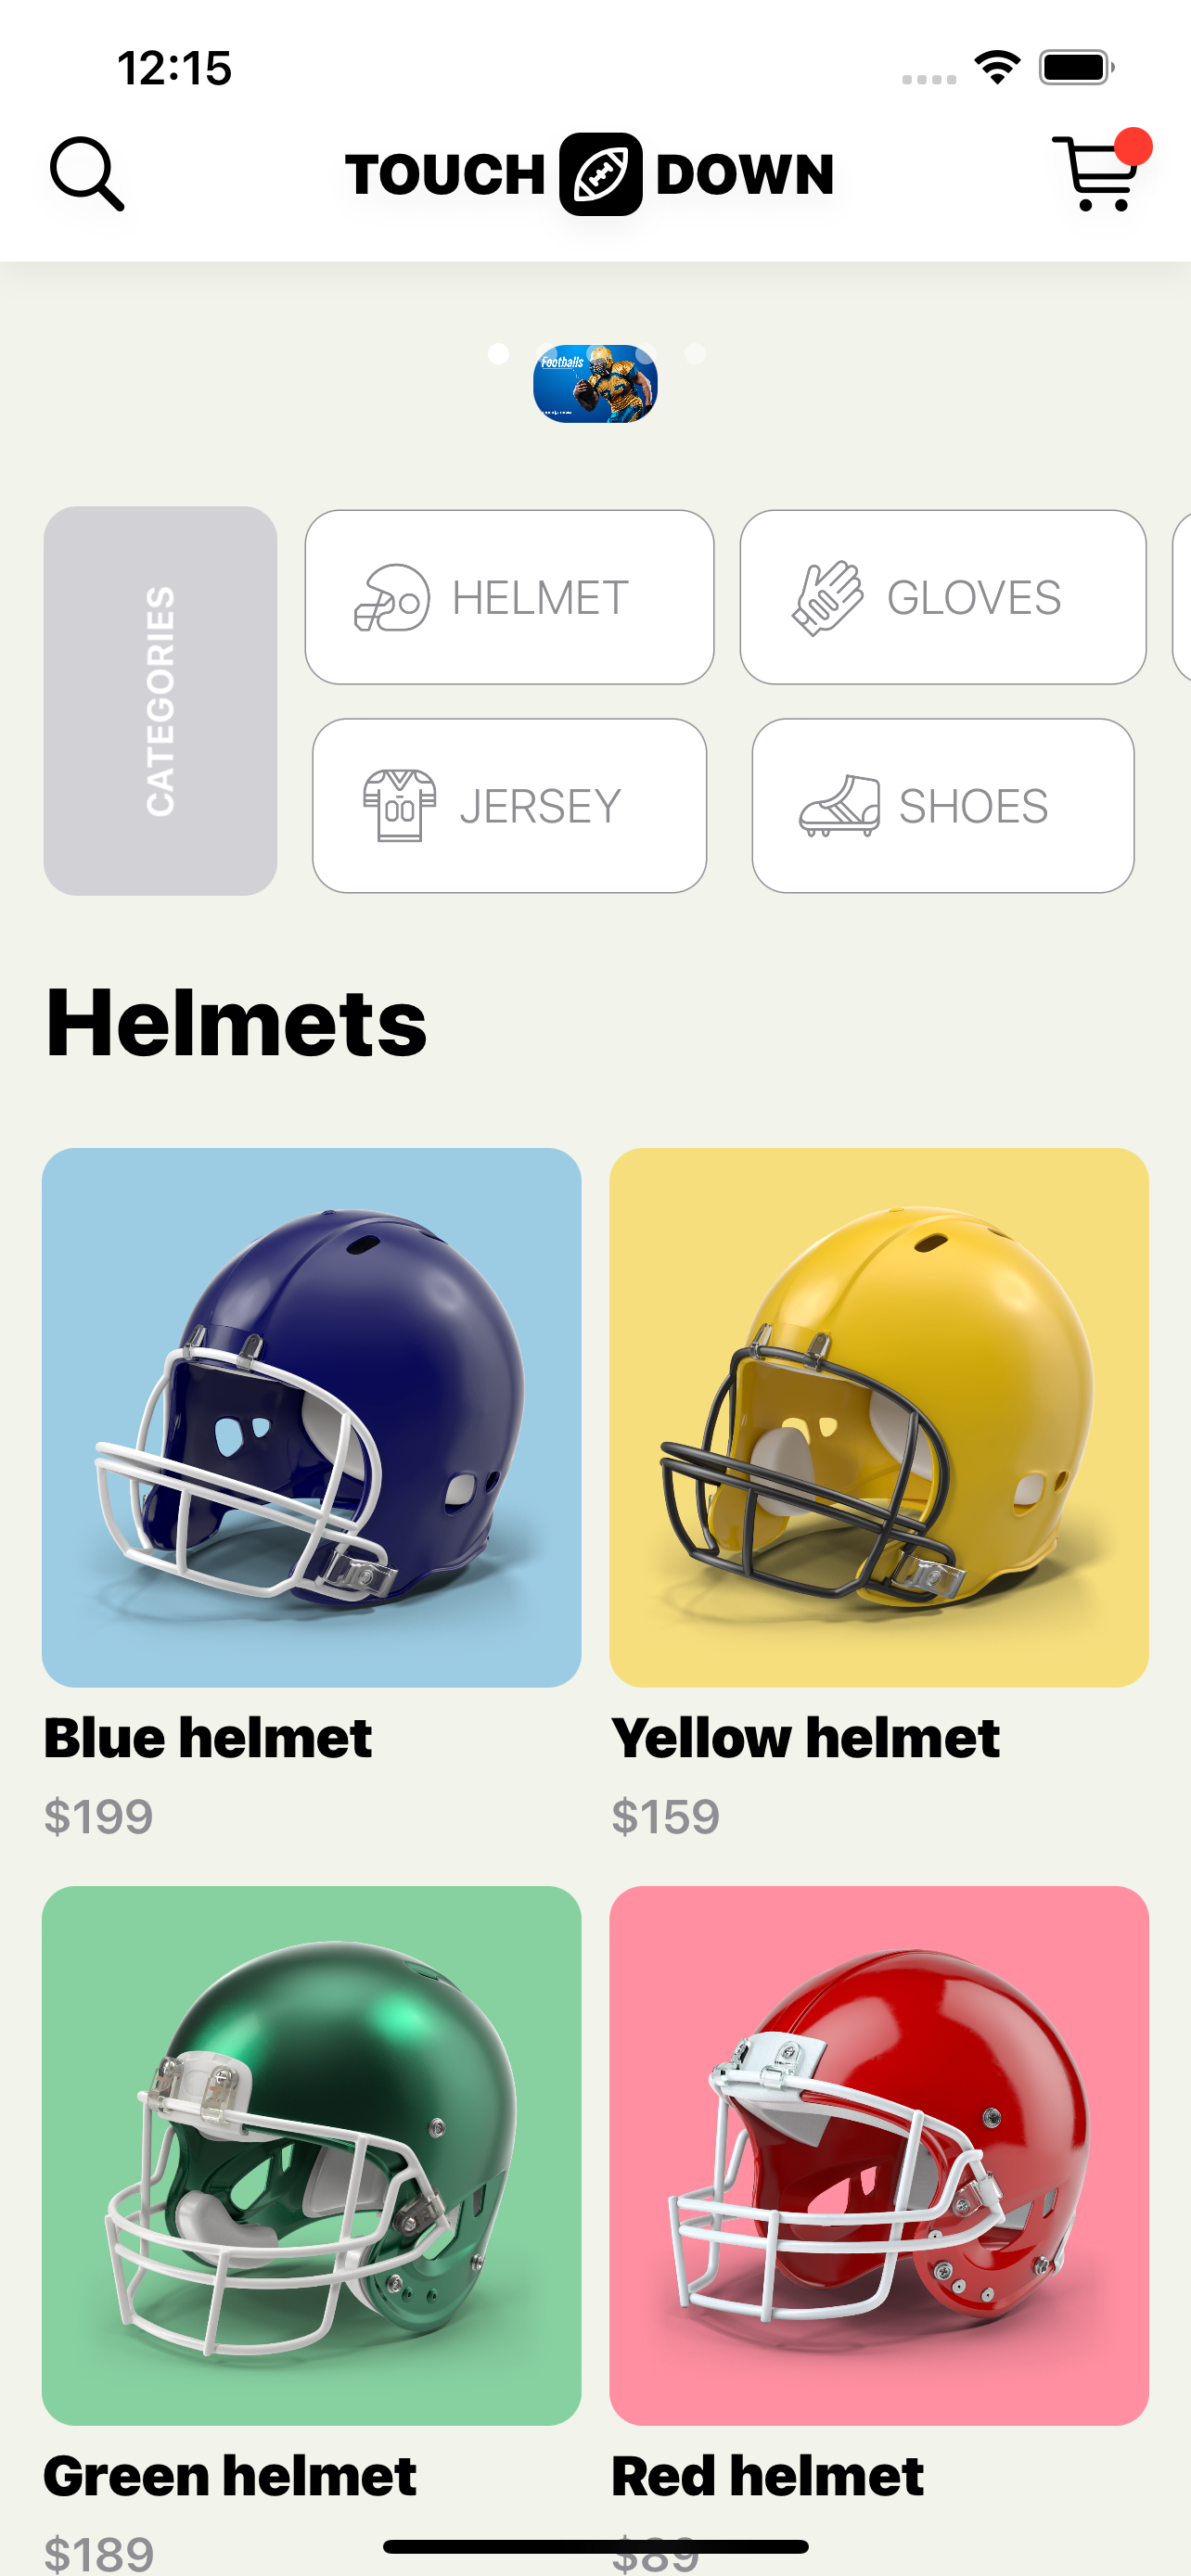 12:15
TOUCH DOWN
Footballs
CATEGORIES
HELMET
GLOVES
JERSEY
00
SHOES
Helmets
Blue helmet
Yellow helmet
$199
$159
Green helmet
Red helmet
$189
$89